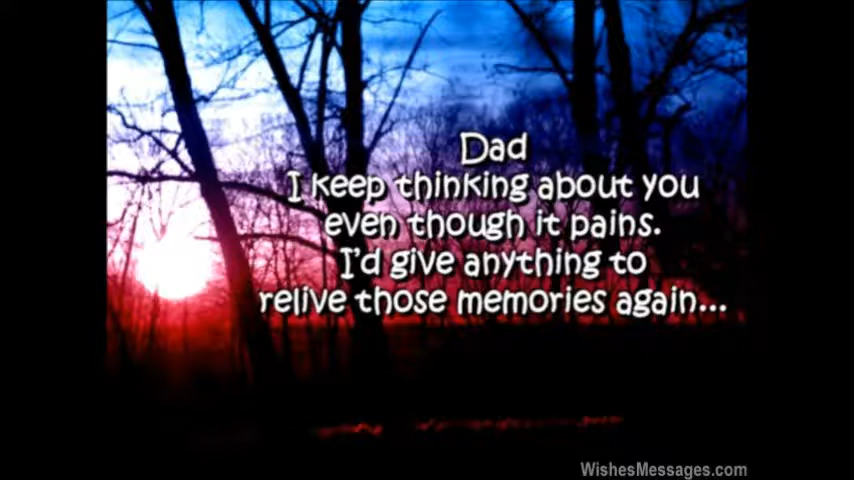 Dad
I keep thinking about you
even though it pains.
I'd give anything to
relive those memories again...
WishesMessages.com